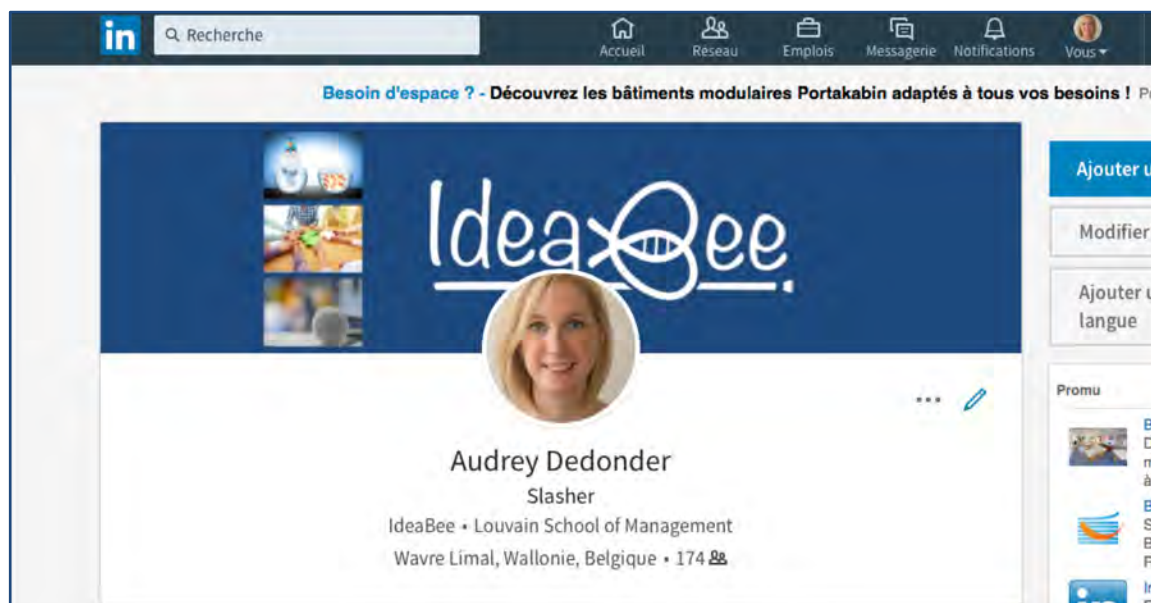 in
Recherche
Accueil
Réseau
Emplois
Messagerie
Notifications
Vous
Besoin d'espace ? - Découvrez les bâtiments modulaires Portakabin adaptés à tous vos besoins !
IdeaBee
Ajouter u
Modifier
Ajouter u
langue
Audrey Dedonder
Slasher
IdeaBee • Louvain School of Management
Wavre Limal, Wallonie, Belgique • 174
Promu